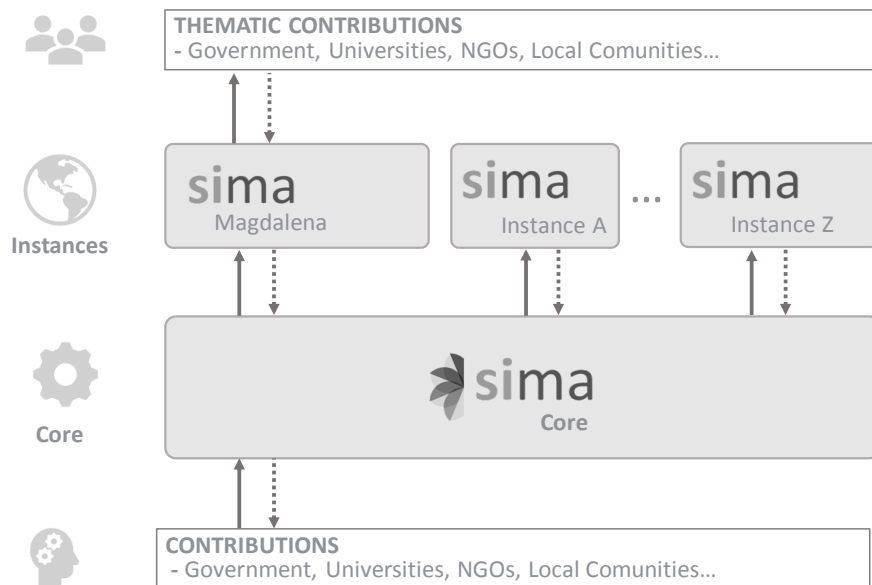 THEMATIC CONTRIBUTIONS
- Government, Universities, NGOs, Local Comunities…
sima
Magdalena
sima
Instance A
...
sima
Instance Z
Instances
sima
Core
Core
CONTRIBUTIONS
- Government, Universities, NGOs, Local Comunities...